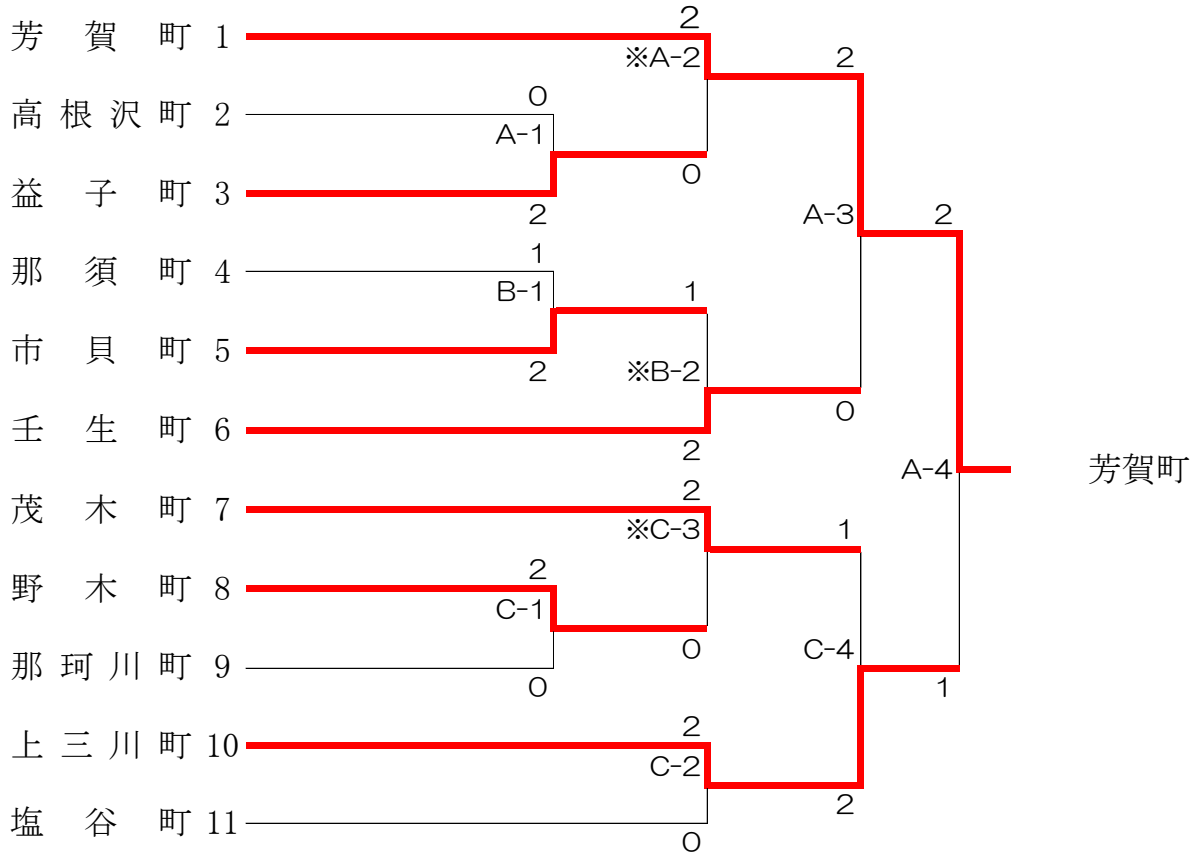 芳賀町 1
2
※A-2
2
高根沢町 2
0
A-1
0
益子町 3
2
A-3
2
那須町 4
1
B-1
1
市貝町 5
2
※B-2
0
壬生町 6
2
A-4
芳賀町
茂木町 7
2
※C-3
1
野木町 8
2
C-1
0
C-4
那珂川町 9
0
1
上三川町 10
2
C-2
2
塩谷町 11
0